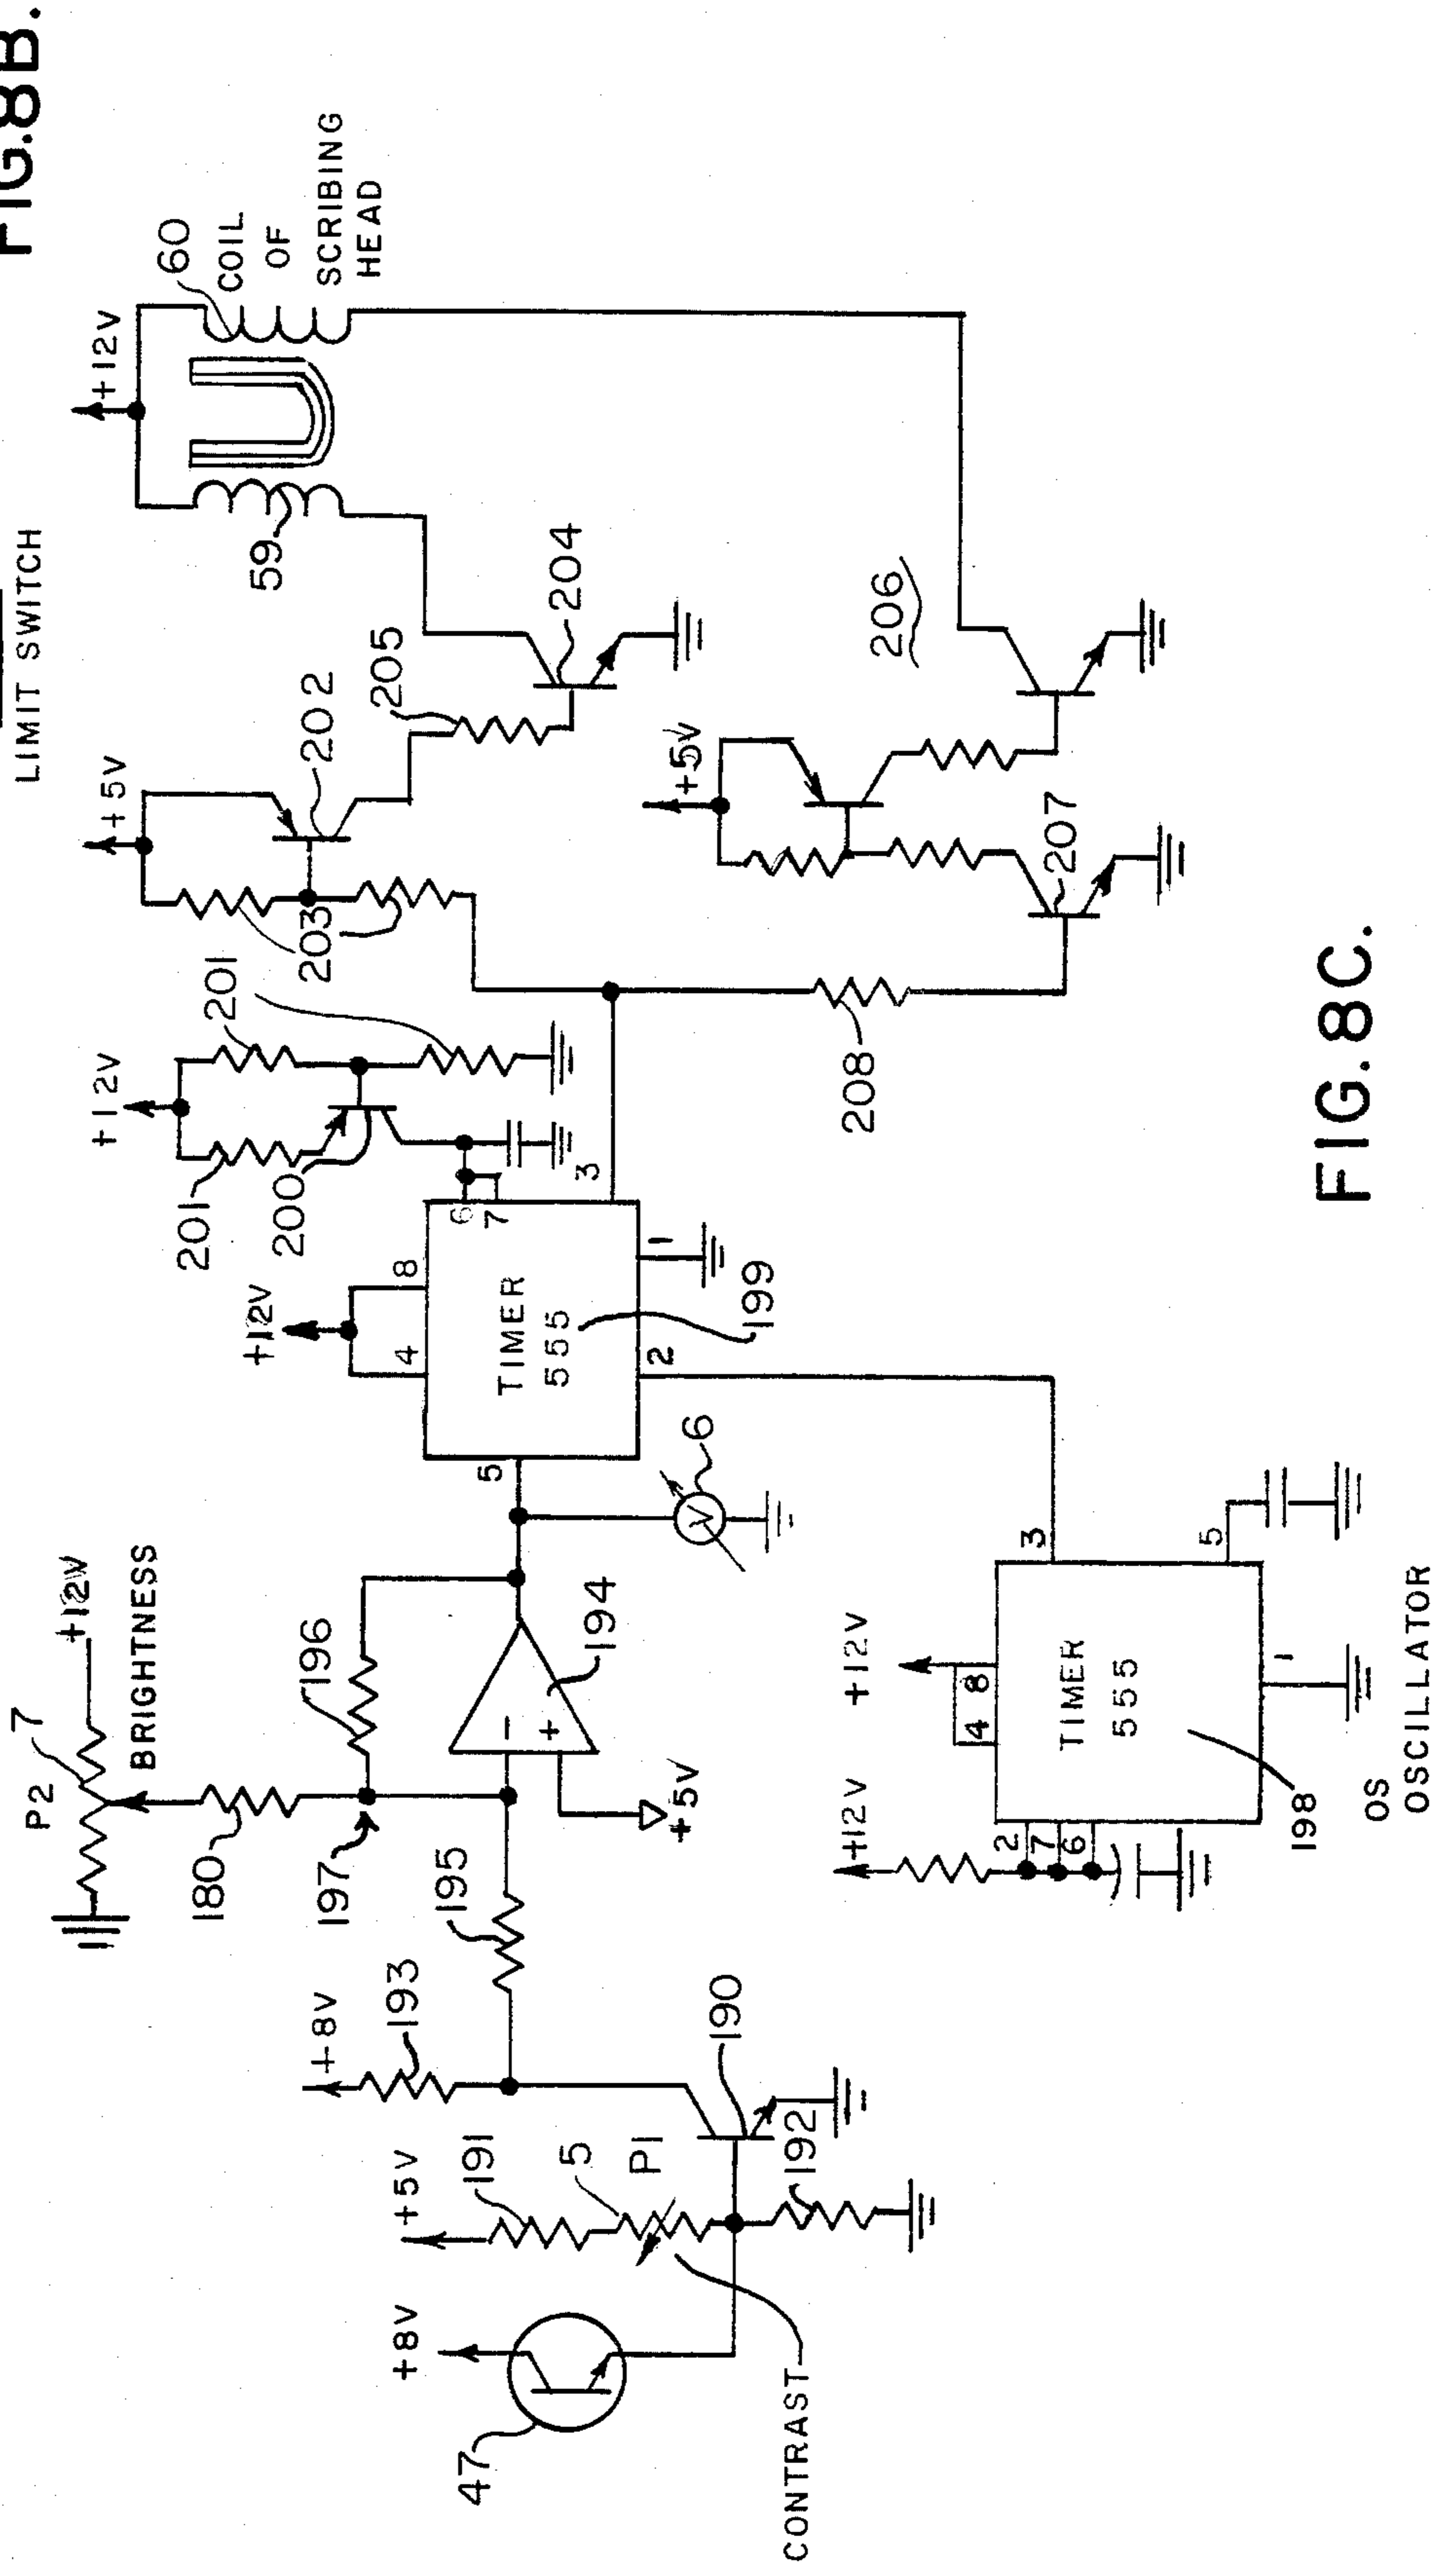 FIG. 8B.
LIMIT SWITCH
P2
7
+12V
BRIGHTNESS
180
197
196
195
194
+5V
+8V
193
190
+5V
191
5
P1
192
+8V
47
CONTRAST
6
V
-
+
+12V
4
8
5
6
7
3
2
1
TIMER
555
199
+12V
201
201
200
+5V
203
202
205
204
+12V
59
60
COIL
OF
SCRIBING
HEAD
208
207
+5V
206
+12V
+12V
2
7
6
4
8
3
5
1
TIMER
555
198
OS
OSCILLATOR
FIG. 8C.